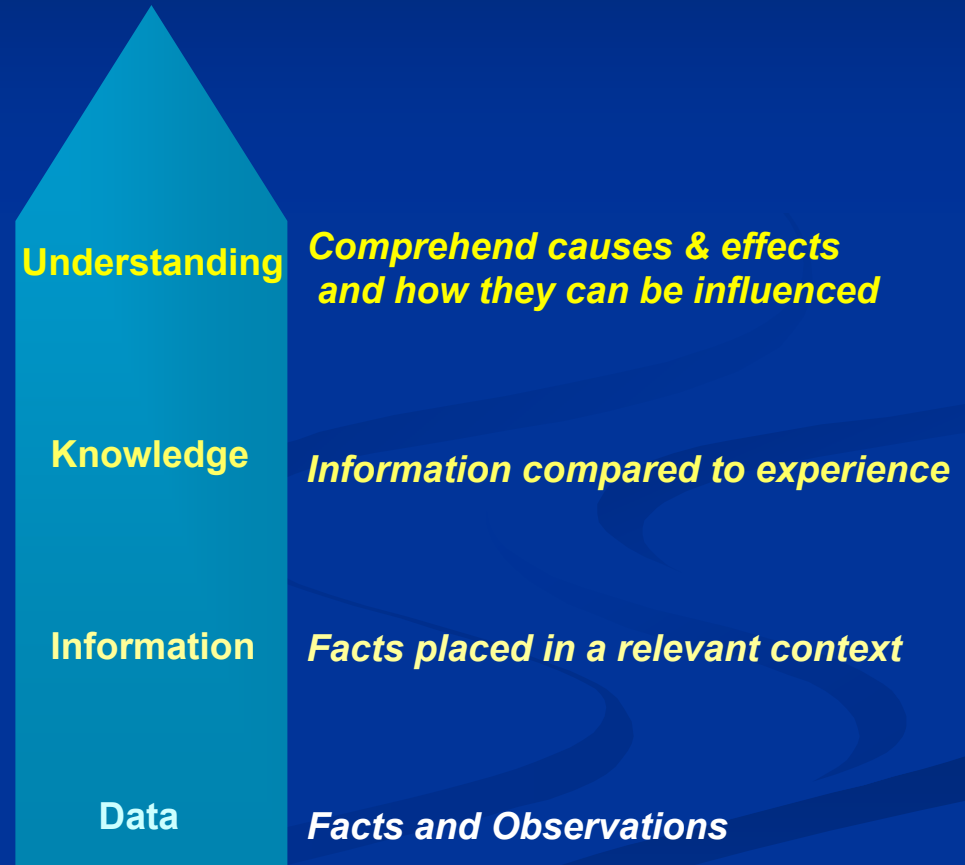 Understanding
Comprehend causes & effects
and how they can be influenced
Knowledge
Information compared to experience
Information
Facts placed in a relevant context
Data
Facts and Observations